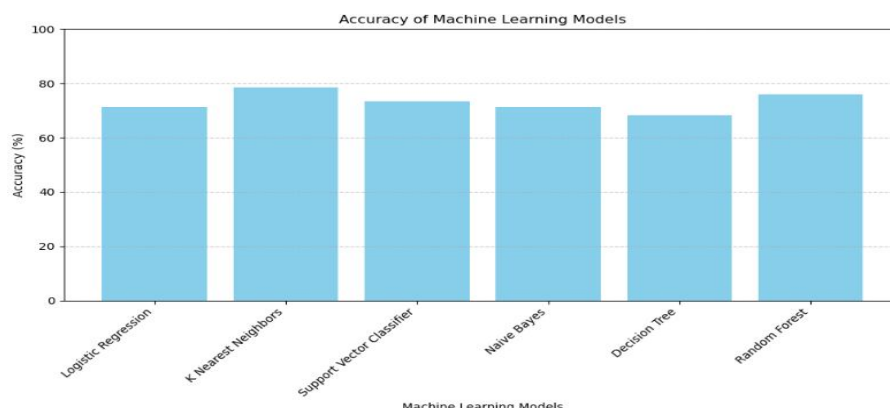 Accuracy of Machine Learning Models
Accuracy (%)
100
80
60
40
20
0
Logistic Regression
K Nearest Neighbors
Support Vector Classifier
Naive Bayes
Decision Tree
Random Forest
Machine Learning Models